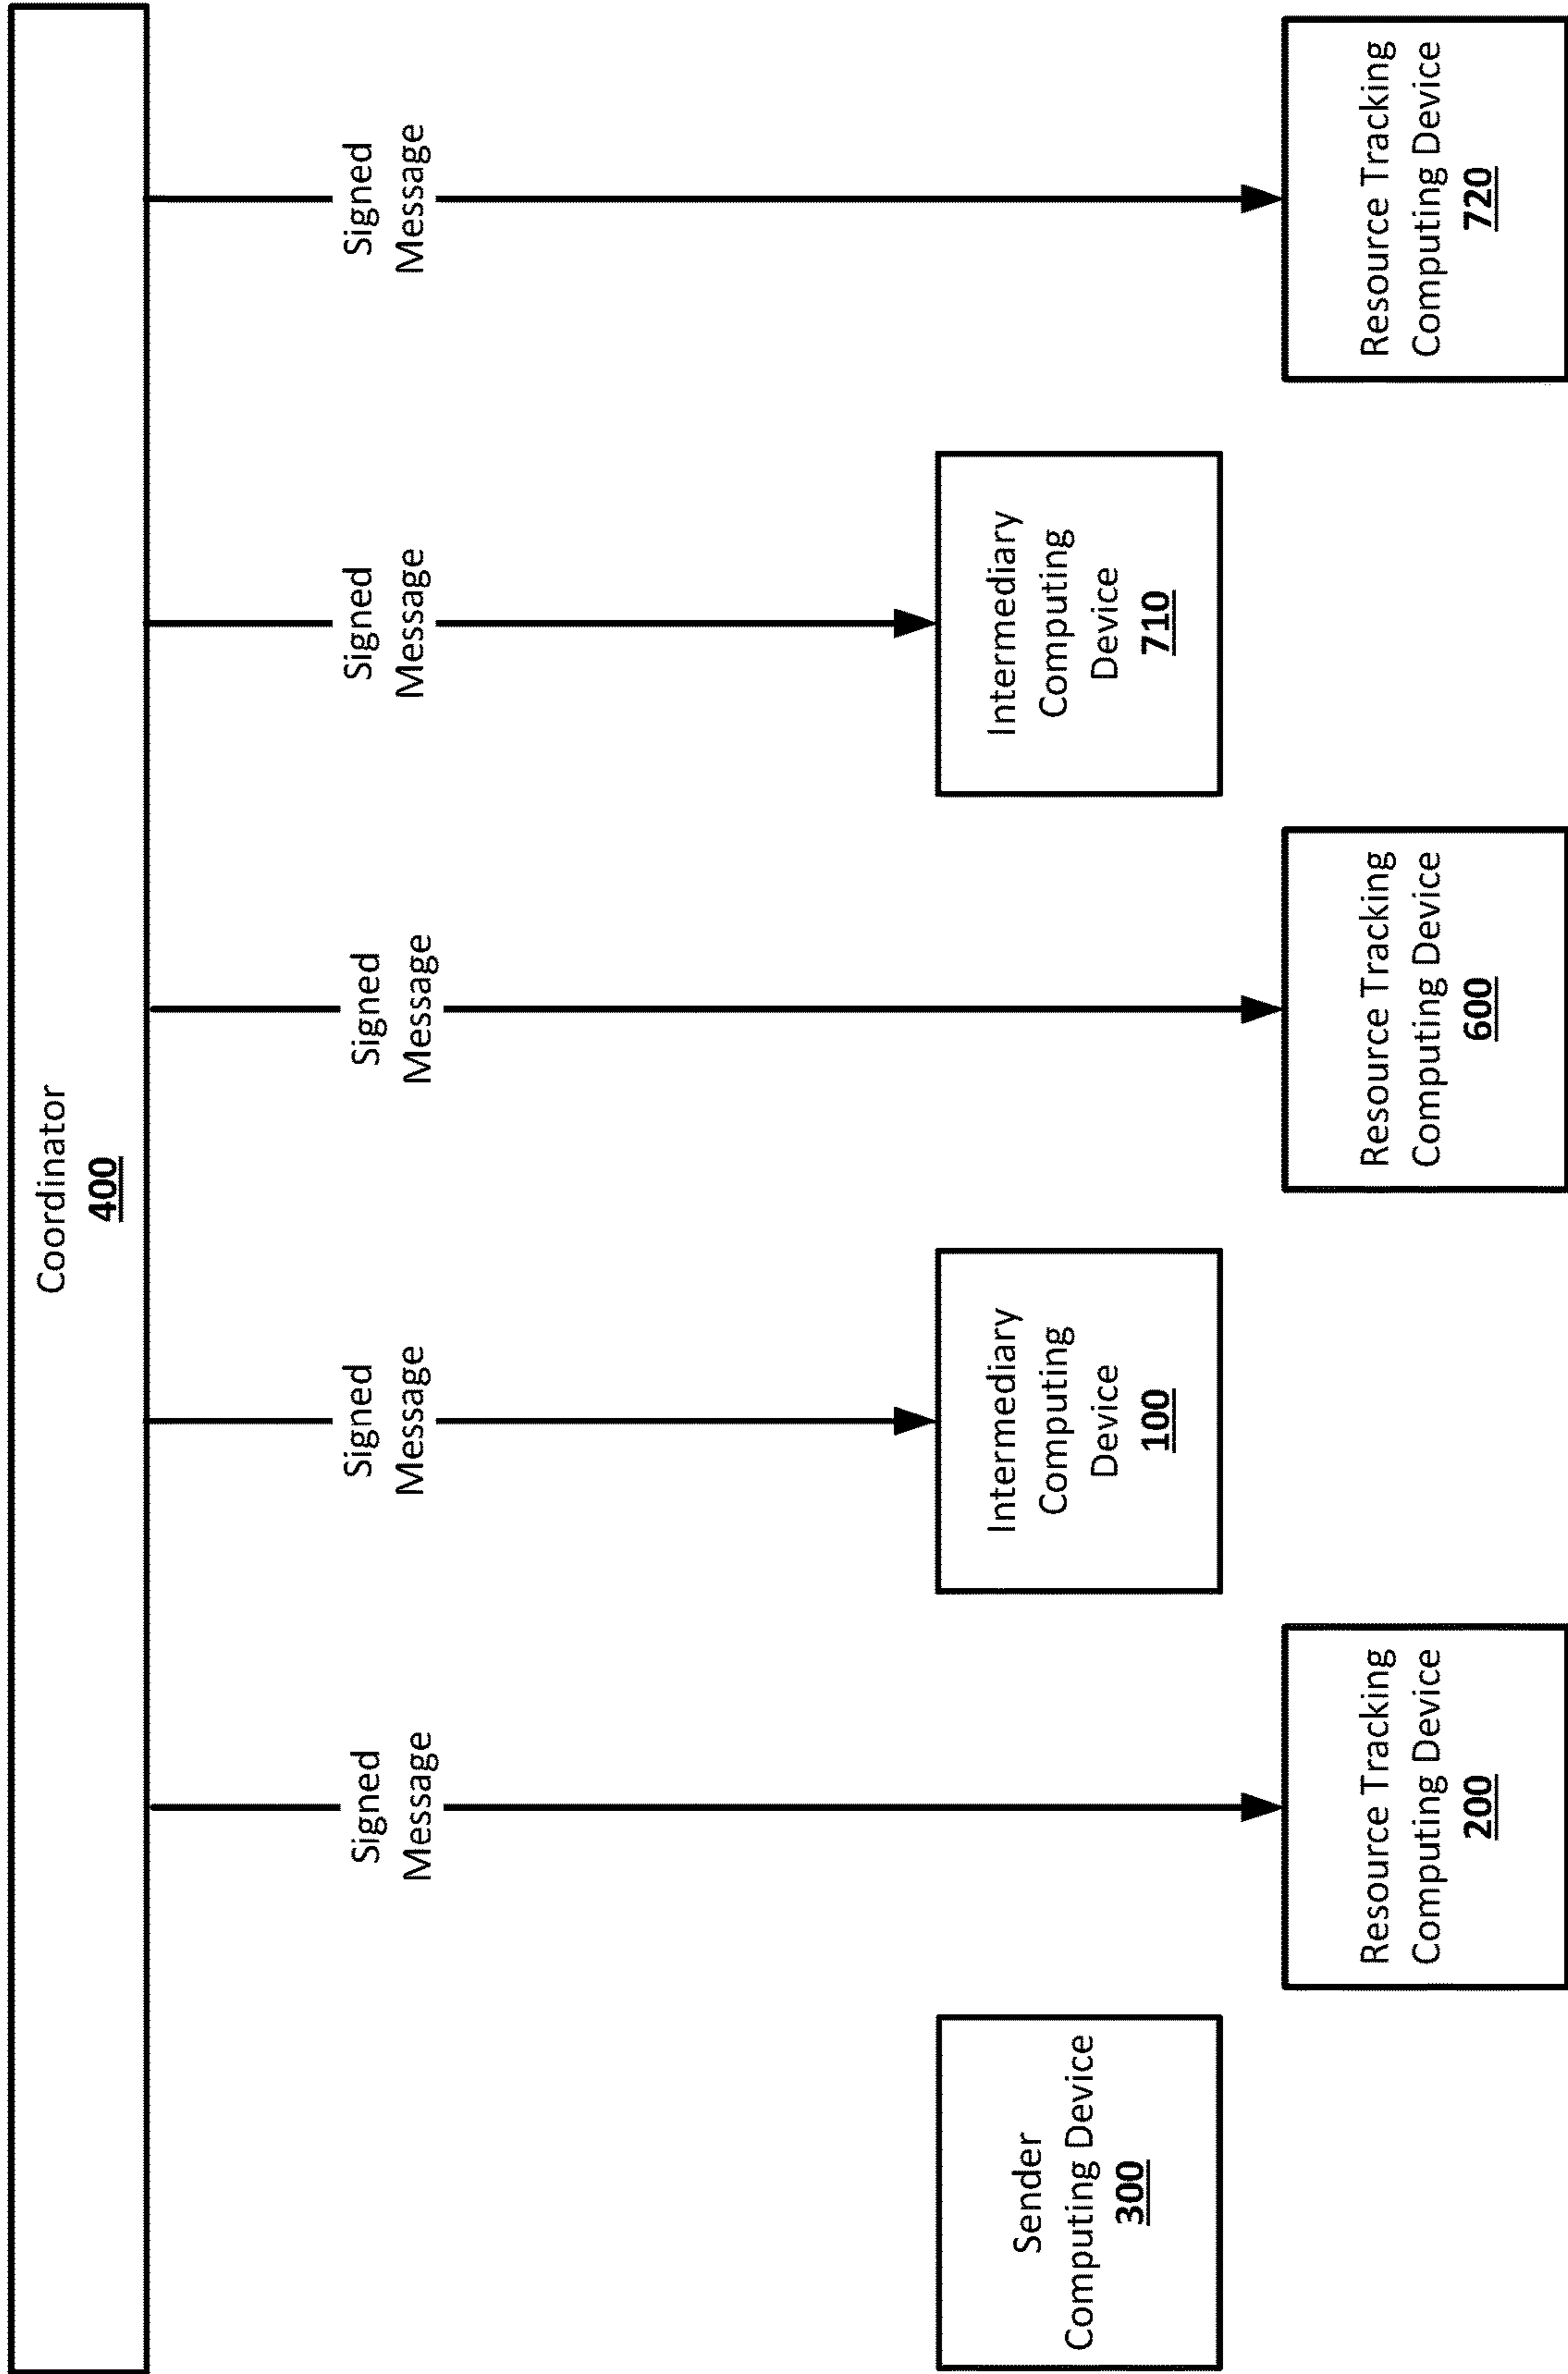 Coordinator
400
Signed
Message
Signed
Message
Signed
Message
Signed
Message
Signed
Message
Sender
Computing Device
300
Resource Tracking
Computing Device
200
Intermediary
Computing
Device
100
Resource Tracking
Computing Device
600
Intermediary
Computing
Device
710
Resource Tracking
Computing Device
720